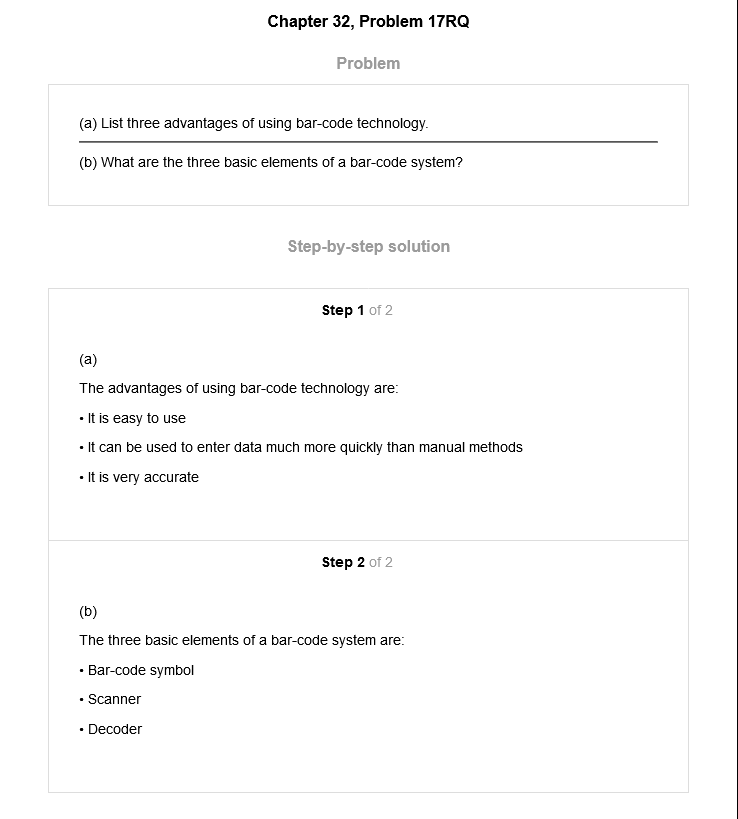 Chapter 32, Problem 17RQ
Problem
(a) List three advantages of using bar-code technology.
(b) What are the three basic elements of a bar-code system?
Step-by-step solution
Step 1 of 2
(a)
The advantages of using bar-code technology are:
• It is easy to use
• It can be used to enter data much more quickly than manual methods
• It is very accurate
Step 2 of 2
(b)
The three basic elements of a bar-code system are:
• Bar-code symbol
• Scanner
• Decoder